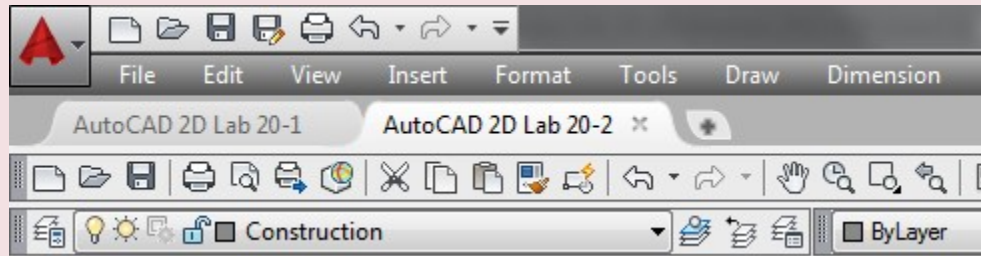 File Edit View Insert Format Tools Draw Dimension
AutoCAD 2D Lab 20-1 AutoCAD 2D Lab 20-2
Construction ByLayer